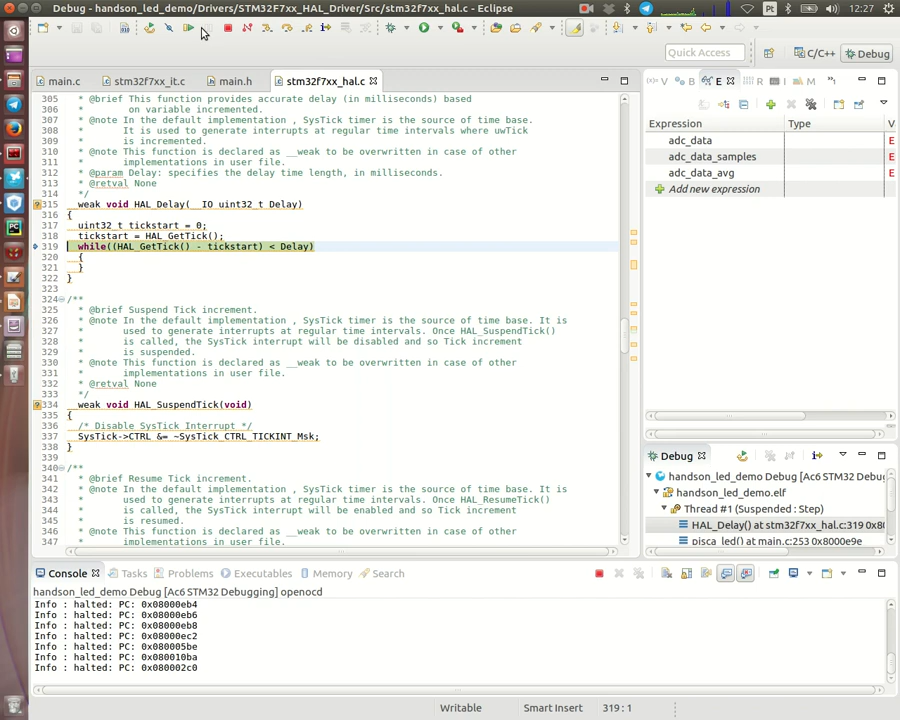 Debug - handson_led_demo/Drivers/STM32F7xx_HAL_Driver/Src/stm32f7xx_hal.c - Eclipse
Pt
12:27
Quick Access
C/C++
Debug
main.c
stm32f7xx_it.c
main.h
stm32f7xx_hal.c
305 * @brief This function provides accurate delay (in milliseconds) based
306 * on variable incremented.
307 * @note In the default implementation , SysTick timer is the source of time base.
308 * It is used to generate interrupts at regular time intervals where uwTick
309 * is incremented.
310 * @note This function is declared as __weak to be overwritten in case of other
311 * implementations in user file.
312 * @param Delay: specifies the delay time length, in milliseconds.
313 * @retval None
314 */
315 __weak void HAL_Delay(__IO uint32_t Delay)
316 {
317 uint32_t tickstart = 0;
318 tickstart = HAL_GetTick();
319 while((HAL_GetTick() - tickstart) < Delay)
320 {
321 }
322 }
323
324 /**
325 * @brief Suspend Tick increment.
326 * @note In the default implementation , SysTick timer is the source of time base. It is
327 * used to generate interrupts at regular time intervals. Once HAL_SuspendTick()
328 * is called, the SysTick interrupt will be disabled and so Tick increment
329 * is suspended.
330 * @note This function is declared as __weak to be overwritten in case of other
331 * implementations in user file.
332 * @retval None
333 */
334 __weak void HAL_SuspendTick(void)
335 {
336 /* Disable SysTick Interrupt */
337 SysTick->CTRL &= ~SysTick_CTRL_TICKINT_Msk;
338 }
339
340 /**
341 * @brief Resume Tick increment.
342 * @note In the default implementation , SysTick timer is the source of time base. It is
343 * used to generate interrupts at regular time intervals. Once HAL_ResumeTick()
344 * is called, the SysTick interrupt will be enabled and so Tick increment
345 * is resumed.
346 * @note This function is declared as __weak to be overwritten in case of other
347 * implementations in user file.
Expression Type V
adc_data E
adc_data_samples E
adc_data_avg E
Add new expression
Debug
handson_led_demo Debug [Ac6 STM32 Debugging]
handson_led_demo.elf
Thread #1 (Suspended : Step)
HAL_Delay() at stm32f7xx_hal.c:319 0x80
pisca_led() at main.c:253 0x8000e9e
Console
Tasks
Problems
Executables
Memory
Search
handson_led_demo Debug [Ac6 STM32 Debugging] openocd
Info : halted: PC: 0x08000eb4
Info : halted: PC: 0x08000eb6
Info : halted: PC: 0x08000eb8
Info : halted: PC: 0x08000ec2
Info : halted: PC: 0x080005be
Info : halted: PC: 0x080010ba
Info : halted: PC: 0x080002c0
Writable
Smart Insert
319 : 1